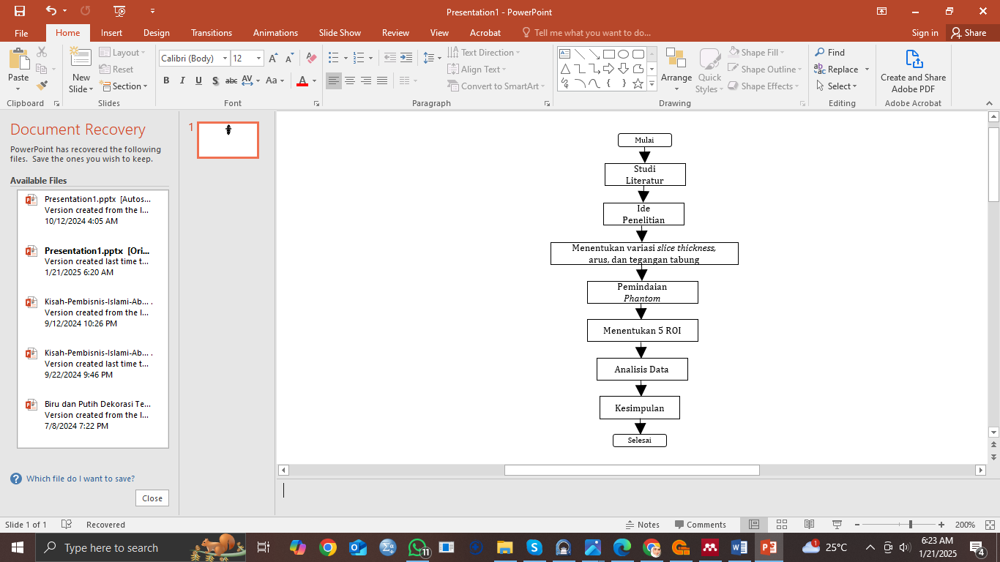 Presentation1 - PowerPoint
File Home Insert Design Transitions Animations Slide Show Review View Acrobat Tell me what you want to do... Sign in Share
Paste
Clipboard
New
Slide
Layout
Reset
Section
Slides
Calibri (Body) 12
B I U S abc AV Aa A
Font
Text Direction
Align Text
Convert to SmartArt
Paragraph
Arrange
Quick
Styles
Shape Fill
Shape Outline
Shape Effects
Drawing
Find
Replace
Select
Editing
Create and Share
Adobe PDF
Adobe Acrobat
Document Recovery
PowerPoint has recovered the following
files. Save the ones you wish to keep.
Available Files
Presentation1.pptx [Autos...
Version created from the l...
10/12/2024 4:05 AM
Presentation1.pptx [Ori...
Version created last time t...
1/21/2025 6:20 AM
Kisah-Pembisnis-Islami-Ab... .
Version created from the l...
9/12/2024 10:26 PM
Kisah-Pembisnis-Islami-Ab... .
Version created last time t...
9/22/2024 9:46 PM
Biru dan Putih Dekorasi Te...
Version created from the l...
7/8/2024 7:22 PM
Which file do I want to save?
Close
1
Mulai
Studi
Literatur
Ide
Penelitian
Menentukan variasi slice thickness,
arus, dan tegangan tabung
Pemindaian
Phantom
Menentukan 5 ROI
Analisis Data
Kesimpulan
Selesai
Slide 1 of 1 Recovered Notes Comments 200%
Type here to search
11
1
25°C
6:23 AM
1/21/2025
4